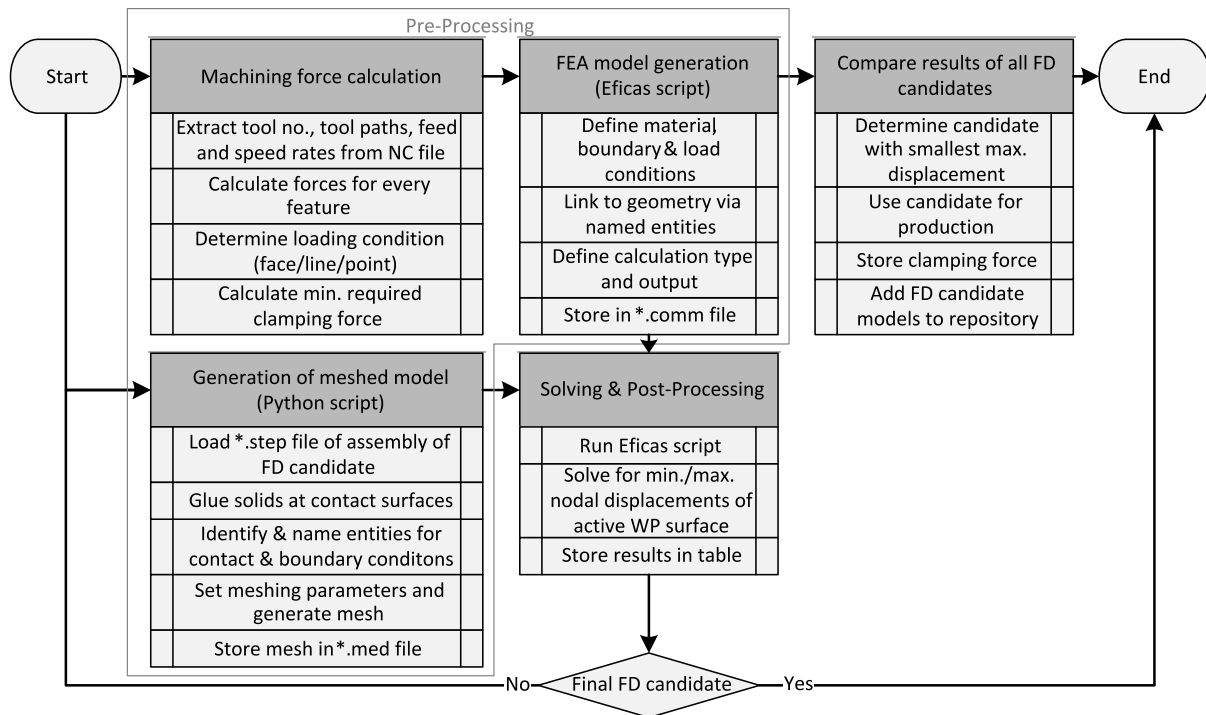 Pre-Processing
Start
Machining force calculation
Extract tool no., tool paths, feed
and speed rates from NC file
Calculate forces for every
feature
Determine loading condition
(face/line/point)
Calculate min. required
clamping force
FEA model generation
(Eficas script)
Define material,
boundary & load
conditions
Link to geometry via
named entities
Define calculation type
and output
Store in *.comm file
Compare results of all FD
candidates
Determine candidate
with smallest max.
displacement
Use candidate for
production
Store clamping force
Add FD candidate
models to repository
End
Generation of meshed model
(Python script)
Load *.step file of assembly of
FD candidate
Glue solids at contact surfaces
Identify & name entities for
contact & boundary conditons
Set meshing parameters and
generate mesh
Store mesh in *.med file
Solving & Post-Processing
Run Eficas script
Solve for min./max.
nodal displacements of
active WP surface
Store results in table
No
Final FD candidate
Yes